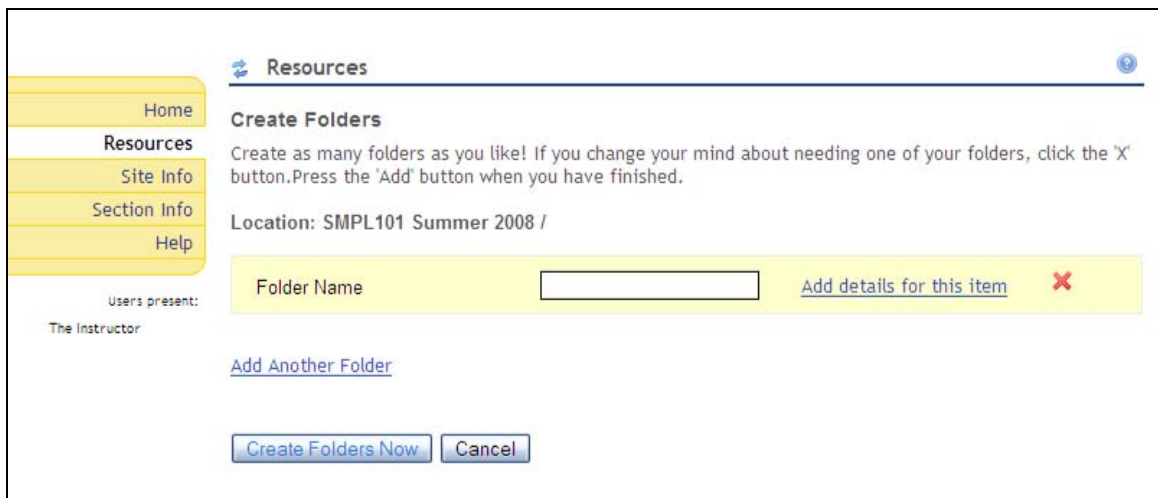 Resources
Home
Resources
Site Info
Section Info
Help
Users present:
The Instructor
Create Folders
Create as many folders as you like! If you change your mind about needing one of your folders, click the 'X'
button.Press the 'Add' button when you have finished.
Location: SMPL101 Summer 2008 /
Folder Name
Add details for this item
Add Another Folder
Create Folders Now
Cancel